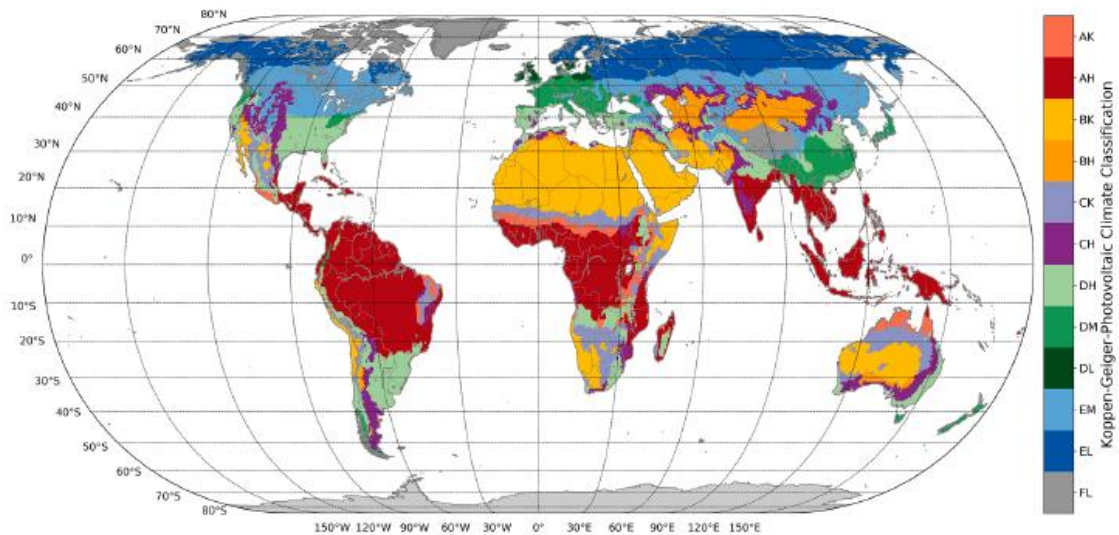 80°N
70°N
60°N
50°N
40°N
30°N
20°N
10°N
0°
10°S
20°S
30°S
40°S
50°S
60°S
70°S
80°S
150°W 120°W 90°W 60°W 30°W 0° 30°E 60°E 90°E 120°E 150°E
AK
AH
BK
BH
CK
CH
DH
DM
DL
EM
EL
FL
Koppen-Geiger-Photovoltaic Climate Classification